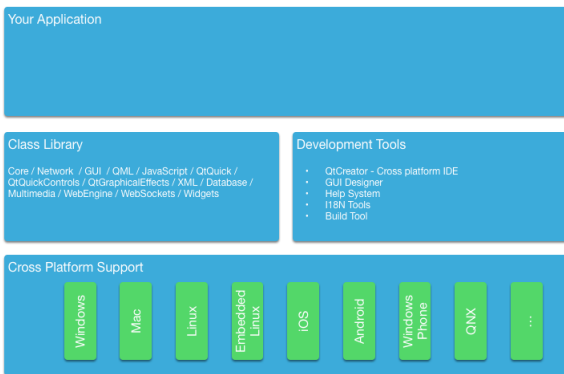 Your Application
Class Library
Core / Network / GUI / QML / JavaScript / QtQuick /
QtQuickControls / QtGraphicalEffects / XML / Database /
Multimedia / WebEngine / WebSockets / Widgets
Development Tools
• QtCreator - Cross platform IDE
• GUI Designer
• Help System
• I18N Tools
• Build Tool
Cross Platform Support
Windows
Mac
Linux
Embedded
Linux
iOS
Android
Windows
Phone
QNX
...